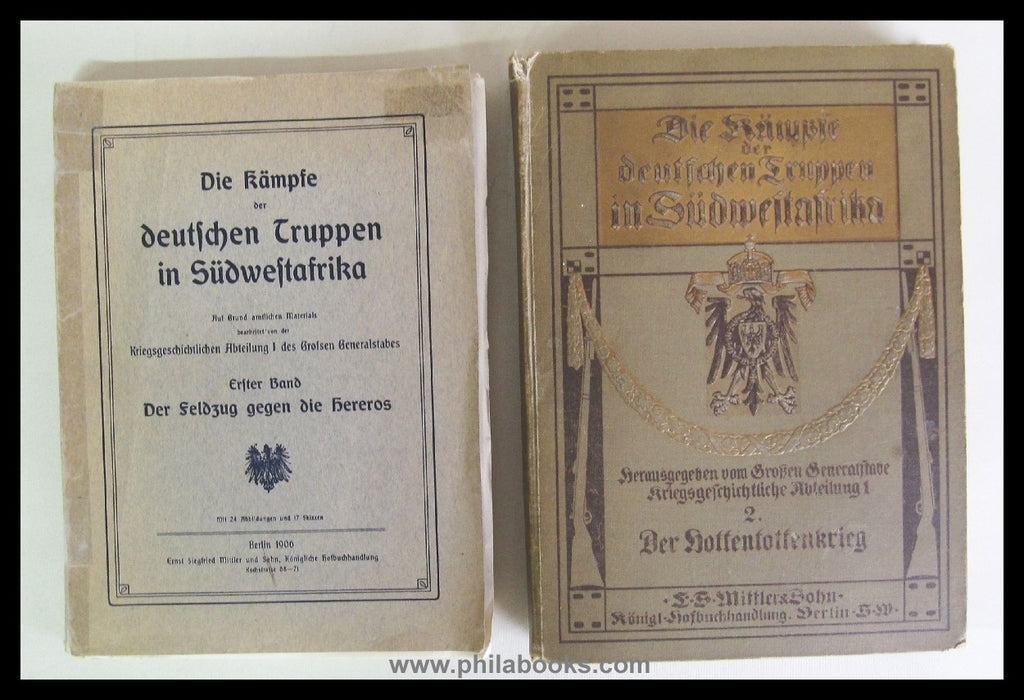 Die Kämpfe
der
deutschen Truppen
in Südwestafrika
Auf Grund amtlichen Materials
bearbeitet von der
Kriegsgeschichtlichen Abteilung I des Großen Generalstabes
Erster Band
Der Feldzug gegen die Hereros
Mit 24 Abbildungen und 17 Skizzen
Berlin 1906
Ernst Siegfried Mittler und Sohn, Königliche Hofbuchhandlung
Kochstraße 68–71
Die Kämpfe
der
deutschen Truppen
in Südwestafrika
Herausgegeben vom Großen Generalstabe
Kriegsgeschichtliche Abteilung I
2.
Der Hottentottenkrieg
· E·S·Mittler & Sohn ·
Königl·Hofbuchhandlung. Berlin·S·W·
www.philabooks.com